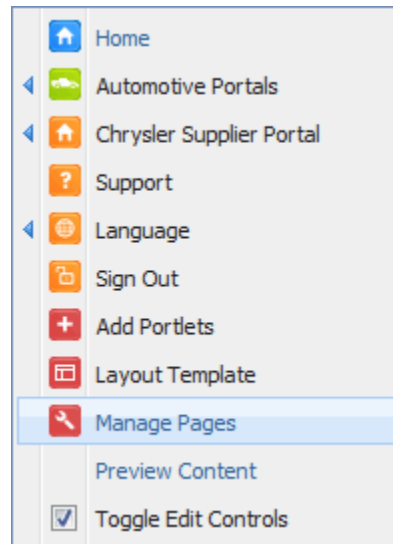 Home
Automotive Portals
Chrysler Supplier Portal
Support
Language
Sign Out
Add Portlets
Layout Template
Manage Pages
Preview Content
Toggle Edit Controls